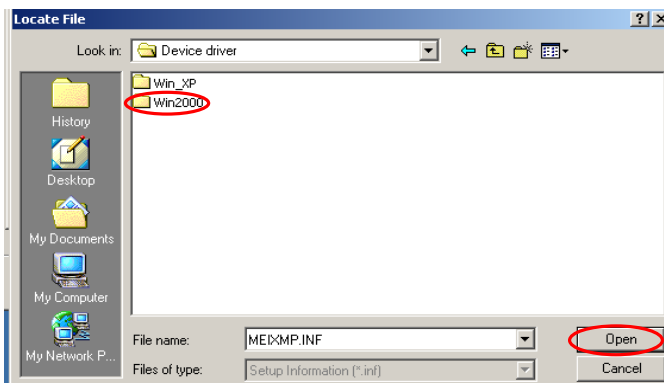 Locate File
Look in: Device driver
Win_XP
Win2000
History
Desktop
My Documents
My Computer
My Network P...
File name: MEIXMP.INF Open
Files of type: Setup Information (*.inf) Cancel